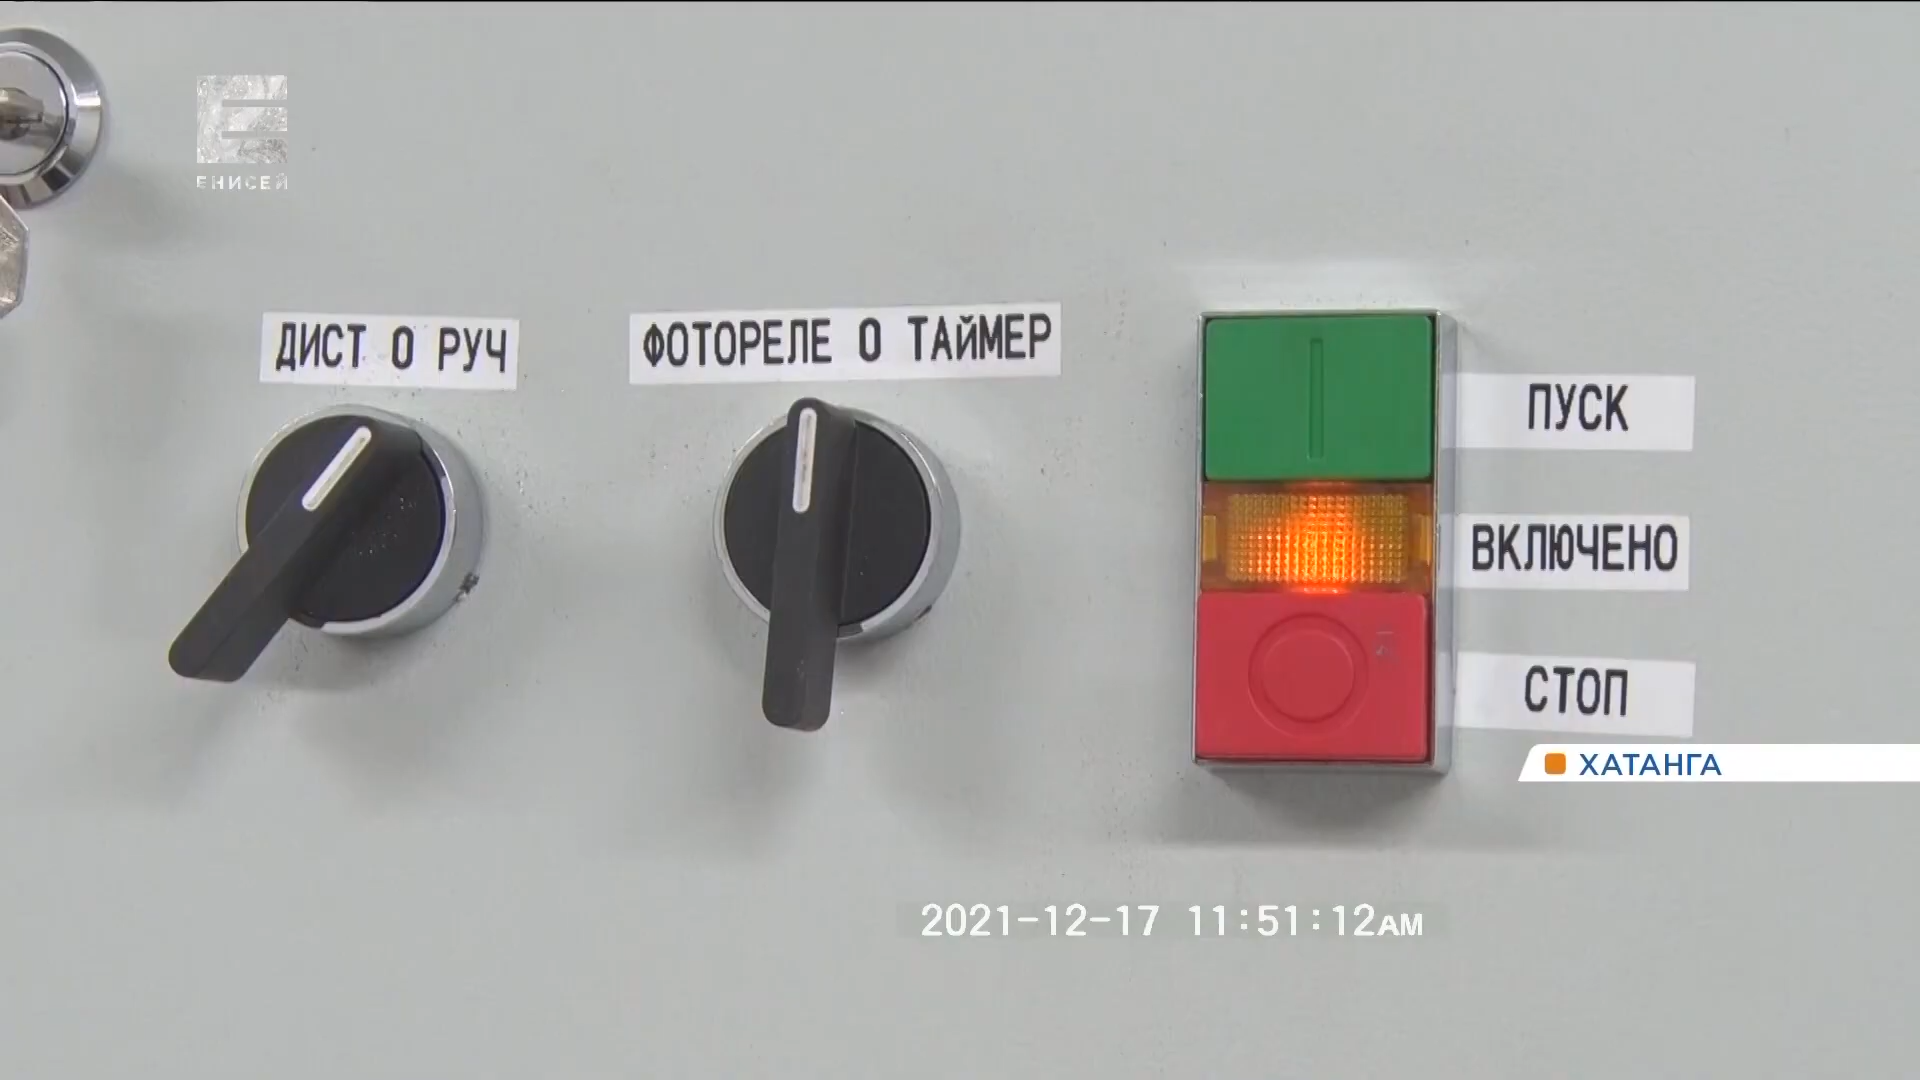 ЕНИСЕЙ
ДИСТ 0 РУЧ
ФОТОРЕЛЕ 0 ТАЙМЕР
ПУСК
ВКЛЮЧЕНО
СТОП
ХАТАНГА
2021-12-17 11:51:12AM